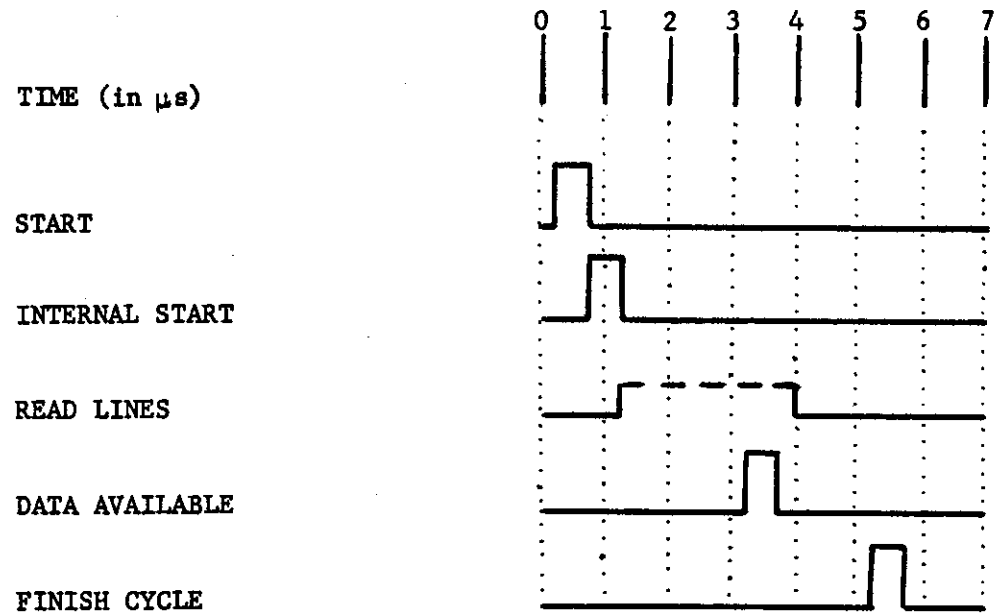 0 1 2 3 4 5 6 7
TIME (in μs)
START
INTERNAL START
READ LINES
DATA AVAILABLE
FINISH CYCLE